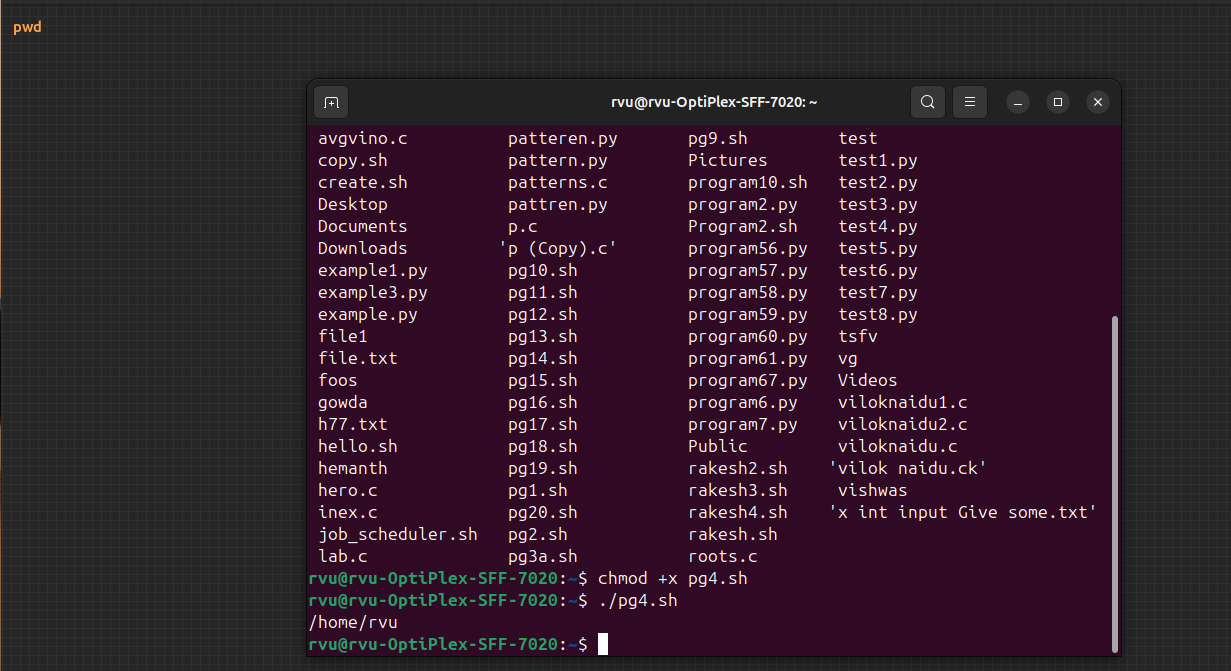 pwd
rvu@rvu-OptiPlex-SFF-7020: ~
avgvino.c patteren.py pg9.sh test
copy.sh pattern.py Pictures test1.py
create.sh patterns.c program10.sh test2.py
Desktop pattren.py program2.py test3.py
Documents p.c Program2.sh test4.py
Downloads 'p (Copy).c' program56.py test5.py
example1.py pg10.sh program57.py test6.py
example3.py pg11.sh program58.py test7.py
example.py pg12.sh program59.py test8.py
file1 pg13.sh program60.py tsfv
file.txt pg14.sh program61.py vg
foos pg15.sh program67.py Videos
gowda pg16.sh program6.py viloknaidu1.c
h77.txt pg17.sh program7.py viloknaidu2.c
hello.sh pg18.sh Public viloknaidu.c
hemanth pg19.sh rakesh2.sh 'vilok naidu.ck'
hero.c pg1.sh rakesh3.sh vishwas
inex.c pg20.sh rakesh4.sh 'x int input Give some.txt'
job_scheduler.sh pg2.sh rakesh.sh
lab.c pg3a.sh roots.c
rvu@rvu-OptiPlex-SFF-7020:~$ chmod +x pg4.sh
rvu@rvu-OptiPlex-SFF-7020:~$ ./pg4.sh
/home/rvu
rvu@rvu-OptiPlex-SFF-7020:~$